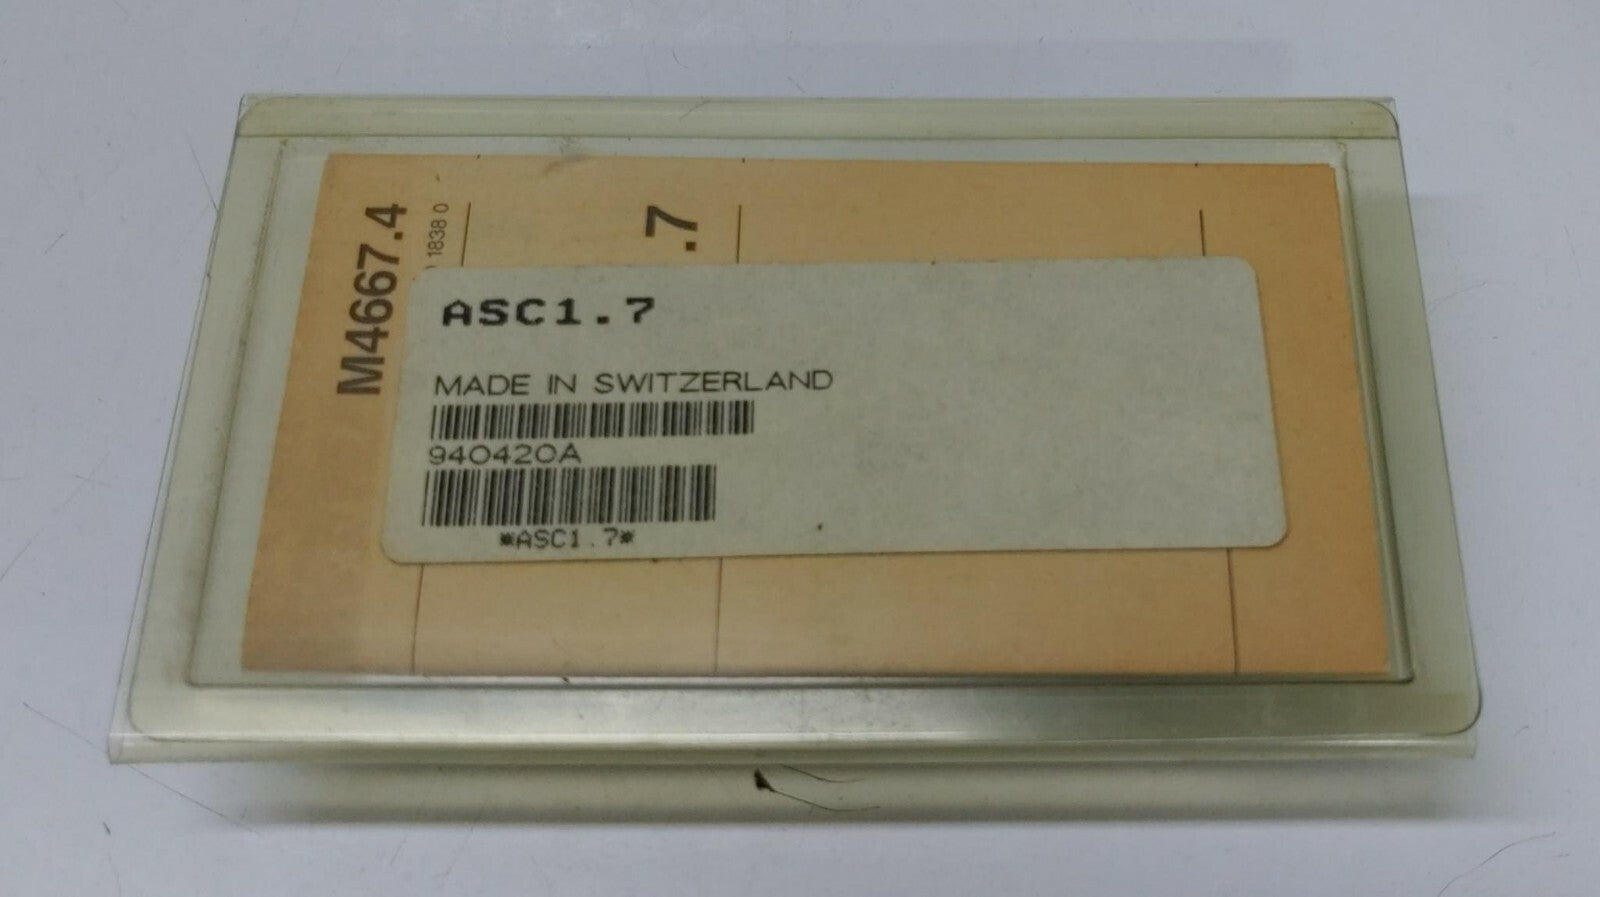 M4667.4
1838 0
.7
ASC1.7
MADE IN SWITZERLAND
940420A
*ASC1.7*